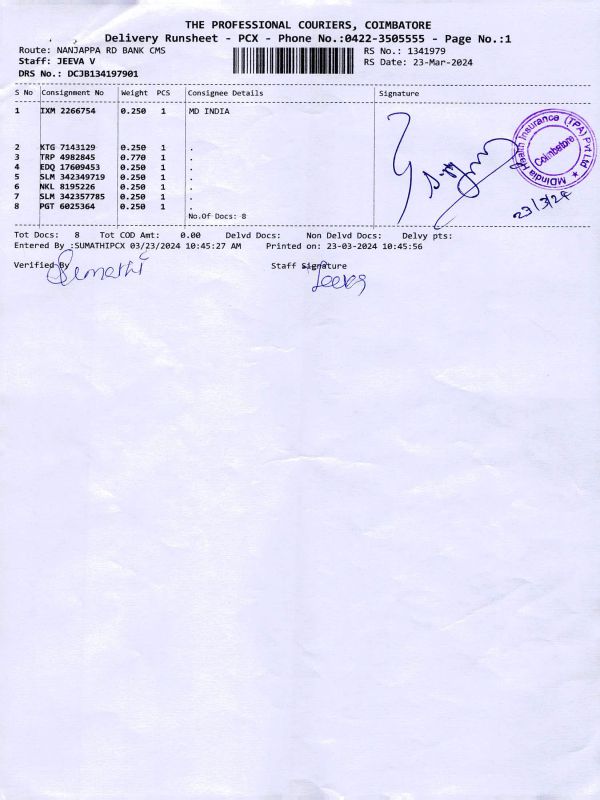 THE PROFESSIONAL COURIERS, COIMBATORE
Delivery Runsheet - PCX - Phone No.:0422-3505555 - Page No.:1
Route: NANJAPPA RD BANK CMS RS No.: 1341979
Staff: JEEVA V RS Date: 23-Mar-2024
DRS No.: DCJB134197901
S No Consignment No Weight PCS Consignee Details Signature
1 IXM 2266754 0.250 1 MD INDIA
2 KTG 7143129 0.250 1 .
3 TRP 4982845 0.770 1 .
4 EDQ 17609453 0.250 1 .
5 SLM 342349719 0.250 1 .
6 NKL 8195226 0.250 1 .
7 SLM 342357785 0.250 1 .
8 PGT 6025364 0.250 1 .
No.Of Docs: 8
MDIndia Health Insurance (TPA) Pvt Ltd
Coimbatore
23/3/24
Tot Docs: 8 Tot COD Amt: 0.00 Delvd Docs: Non Delvd Docs: Delvy pts:
Entered By :SUMATHIPCX 03/23/2024 10:45:27 AM Printed on: 23-03-2024 10:45:56
Verified By Staff Signature
Sumathi Jeeva